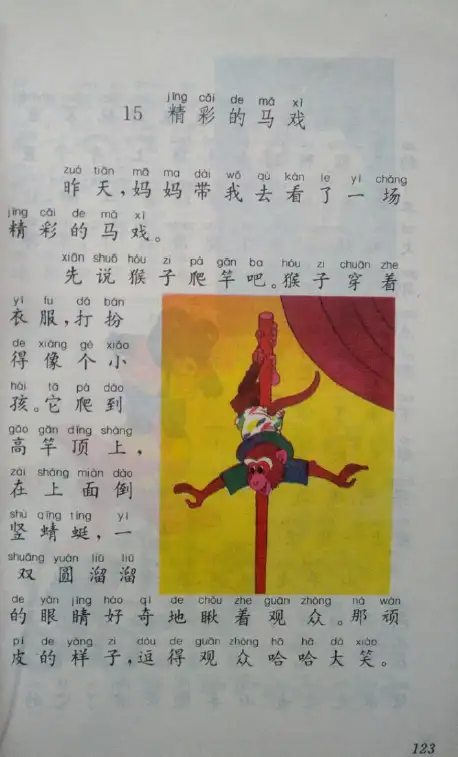 jīng cǎi de mǎ xì
15 精彩的马戏
zuó tiān mā ma dài wǒ qù kàn le yì chǎng
昨天,妈妈带我去看了一场
jīng cǎi de mǎ xì
精彩的马戏。
xiān shuō hóu zi pá gān ba hóu zi chuān zhe
先说猴子爬竿吧。猴子穿着
yī fu dǎ bàn
衣服,打扮
de xiàng gè xiǎo
得像个小
hái tā pá dào
孩。它爬到
gāo gān dǐng shàng
高竿顶上,
zài shàng miàn dào
在上面倒
shù qīng tíng yì
竖蜻蜓,一
shuāng yuán liū liū
双圆溜溜
de yǎn jīng hào qí de chǒu zhe guān zhòng nà wán
的眼睛好奇地瞅着观众。那顽
pí de yàng zi dòu de guān zhòng hā hā dà xiào
皮的样子,逗得观众哈哈大笑。
123